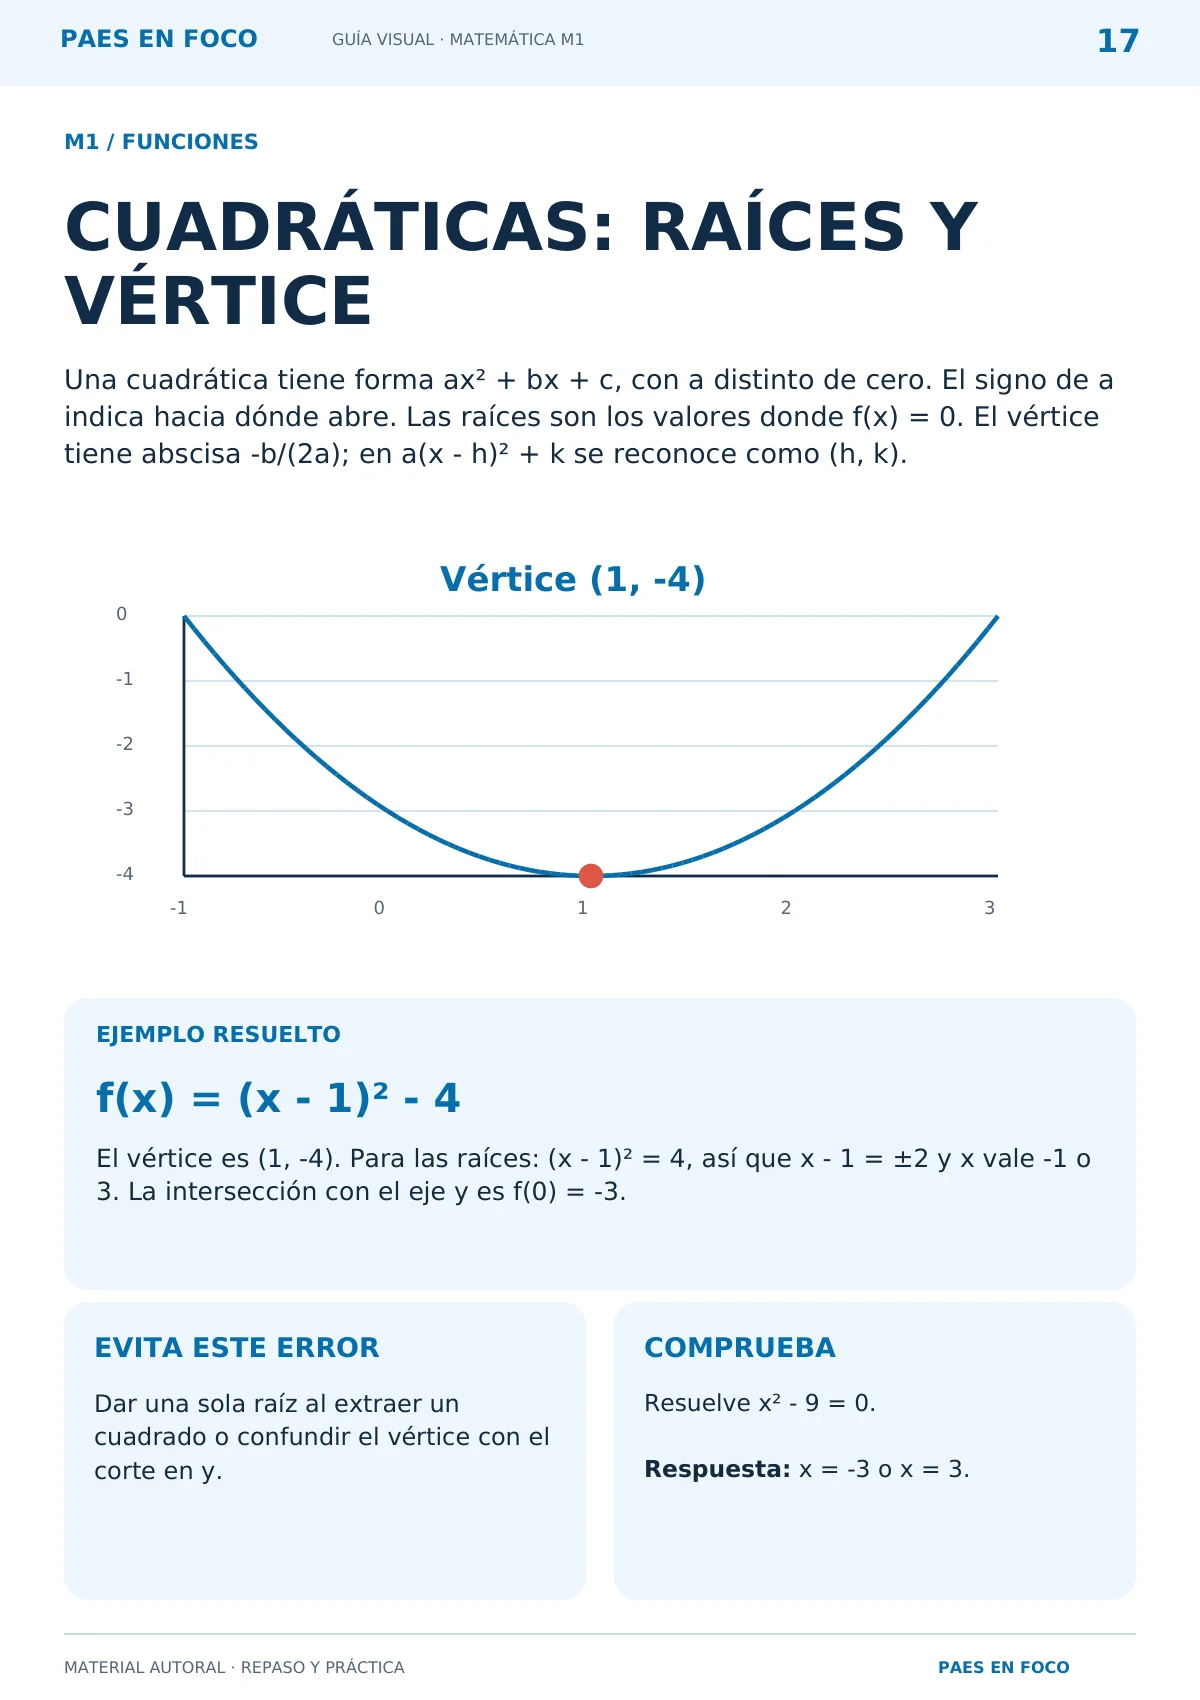 PAES EN FOCO
GUÍA VISUAL · MATEMÁTICA M1
17
M1 / FUNCIONES
CUADRÁTICAS: RAÍCES Y
VÉRTICE
Una cuadrática tiene forma ax² + bx + c, con a distinto de cero. El signo de a
indica hacia dónde abre. Las raíces son los valores donde f(x) = 0. El vértice
tiene abscisa -b/(2a); en a(x - h)² + k se reconoce como (h, k).
Vértice (1, -4)
0
-1
-2
-3
-4
-1 0 1 2 3
EJEMPLO RESUELTO
f(x) = (x - 1)² - 4
El vértice es (1, -4). Para las raíces: (x - 1)² = 4, así que x - 1 = ±2 y x vale -1 o
3. La intersección con el eje y es f(0) = -3.
EVITA ESTE ERROR
Dar una sola raíz al extraer un
cuadrado o confundir el vértice con el
corte en y.
COMPRUEBA
Resuelve x² - 9 = 0.
Respuesta: x = -3 o x = 3.
MATERIAL AUTORAL · REPASO Y PRÁCTICA
PAES EN FOCO